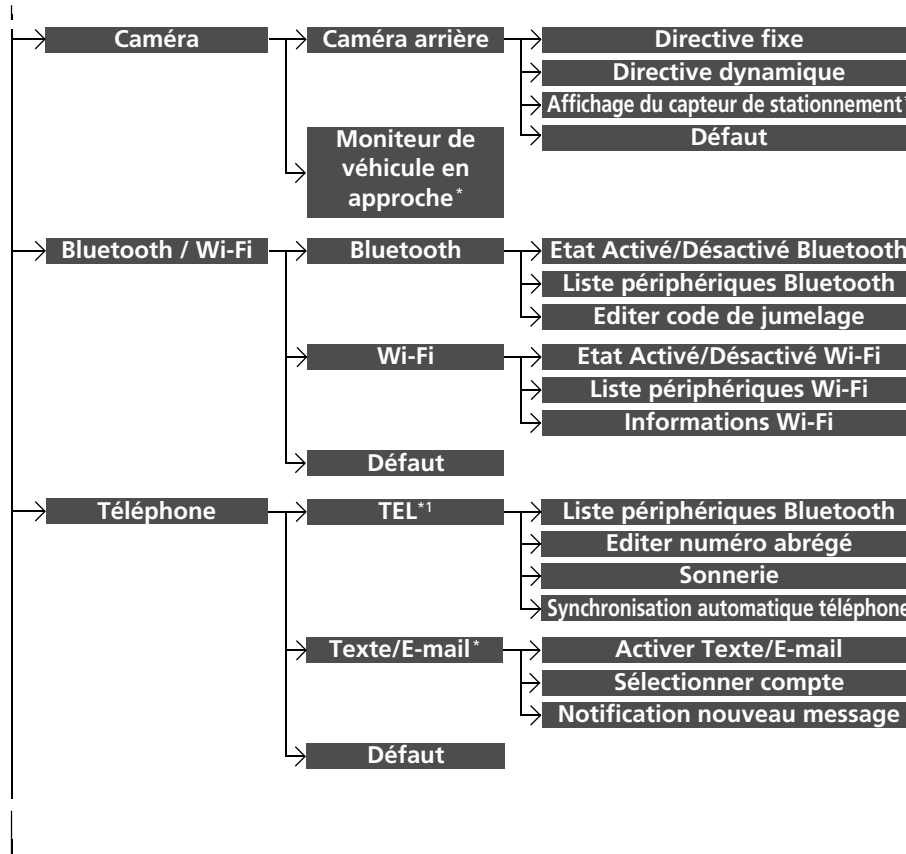 Caméra
Caméra arrière
Directive fixe
Directive dynamique
Affichage du capteur de stationnement*
Défaut
Moniteur de
véhicule en
approche*
Bluetooth / Wi-Fi
Bluetooth
Etat Activé/Désactivé Bluetooth
Liste périphériques Bluetooth
Editer code de jumelage
Wi-Fi
Etat Activé/Désactivé Wi-Fi
Liste périphériques Wi-Fi
Informations Wi-Fi
Défaut
Téléphone
TEL*1
Liste périphériques Bluetooth
Editer numéro abrégé
Sonnerie
Synchronisation automatique téléphone
Texte/E-mail*
Activer Texte/E-mail
Sélectionner compte
Notification nouveau message
Défaut